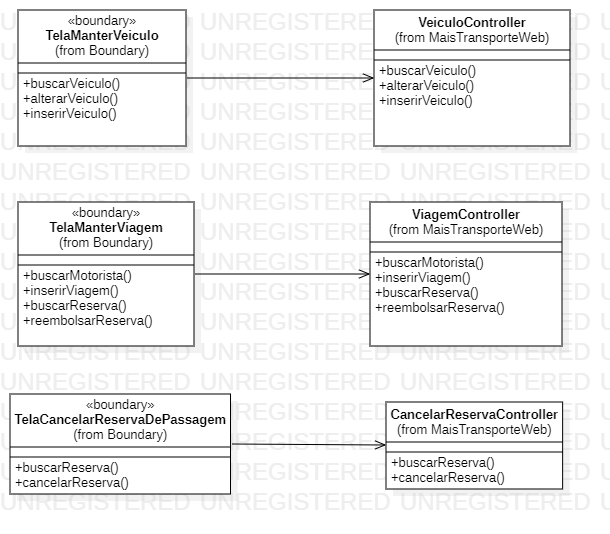 «boundary»
TelaManterVeiculo
(from Boundary)
+buscarVeiculo()
+alterarVeiculo()
+inserirVeiculo()
VeiculoController
(from MaisTransporteWeb)
+buscarVeiculo()
+alterarVeiculo()
+inserirVeiculo()
«boundary»
TelaManterViagem
(from Boundary)
+buscarMotorista()
+inserirViagem()
+buscarReserva()
+reembolsarReserva()
ViagemController
(from MaisTransporteWeb)
+buscarMotorista()
+inserirViagem()
+buscarReserva()
+reembolsarReserva()
«boundary»
TelaCancelarReservaDePassagem
(from Boundary)
+buscarReserva()
+cancelarReserva()
CancelarReservaController
(from MaisTransporteWeb)
+buscarReserva()
+cancelarReserva()
UNREGISTERED UNREGISTERED UNREGISTERED